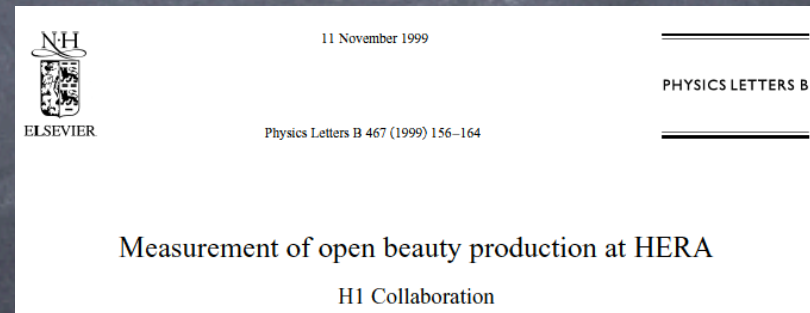 N·H
11 November 1999
PHYSICS LETTERS B
ELSEVIER
Physics Letters B 467 (1999) 156–164
Measurement of open beauty production at HERA
H1 Collaboration